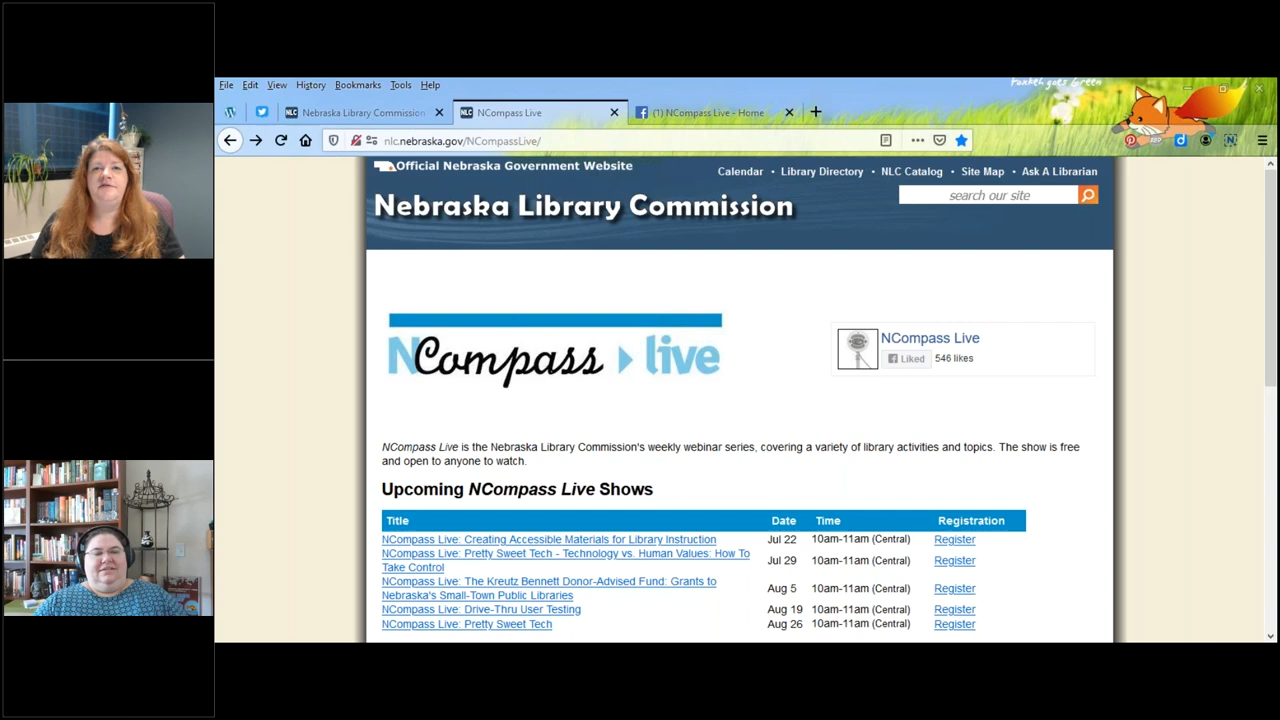 Foxkeh goes Green
File Edit View History Bookmarks Tools Help
NLC Nebraska Library Commission
NLC NCompass Live
(1) NCompass Live - Home
nlc.nebraska.gov/NCompassLive/
Official Nebraska Government Website
Calendar • Library Directory • NLC Catalog • Site Map • Ask A Librarian
Nebraska Library Commission
search our site
NCompass live
NCompass Live
Liked 546 likes
NCompass Live is the Nebraska Library Commission's weekly webinar series, covering a variety of library activities and topics. The show is free
and open to anyone to watch.
Upcoming NCompass Live Shows
Title Date Time Registration
NCompass Live: Creating Accessible Materials for Library Instruction Jul 22 10am-11am (Central) Register
NCompass Live: Pretty Sweet Tech - Technology vs. Human Values: How To
Take Control Jul 29 10am-11am (Central) Register
NCompass Live: The Kreutz Bennett Donor-Advised Fund: Grants to
Nebraska's Small-Town Public Libraries Aug 5 10am-11am (Central) Register
NCompass Live: Drive-Thru User Testing Aug 19 10am-11am (Central) Register
NCompass Live: Pretty Sweet Tech Aug 26 10am-11am (Central) Register